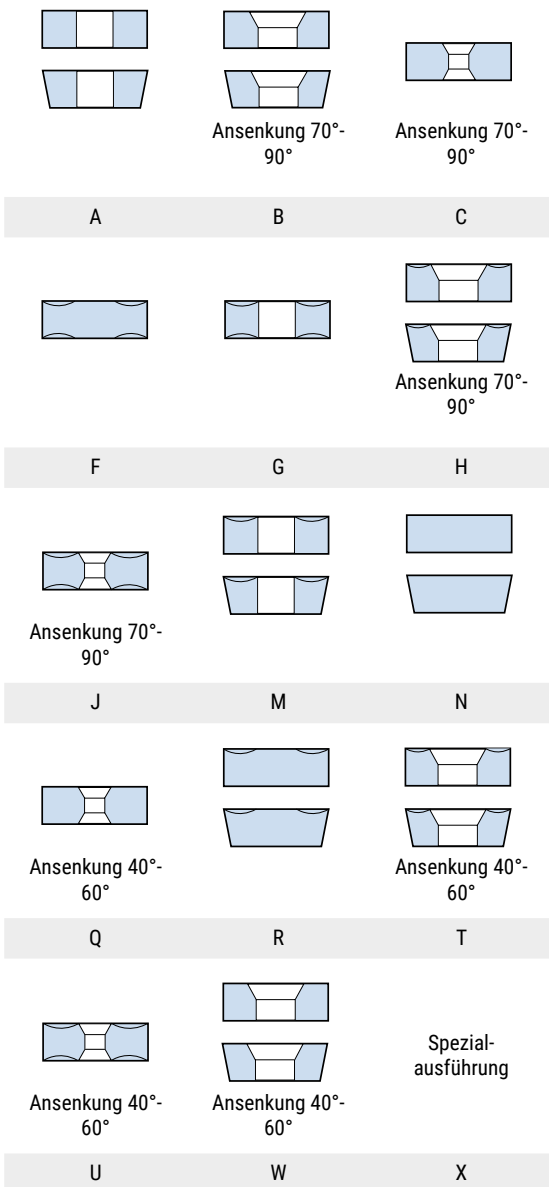 Ansenkung 70°-
90°
Ansenkung 70°-
90°
A
B
C
Ansenkung 70°-
90°
F
G
H
Ansenkung 70°-
90°
J
M
N
Ansenkung 40°-
60°
Ansenkung 40°-
60°
Q
R
T
Ansenkung 40°-
60°
Ansenkung 40°-
60°
Spezial-
ausführung
U
W
X